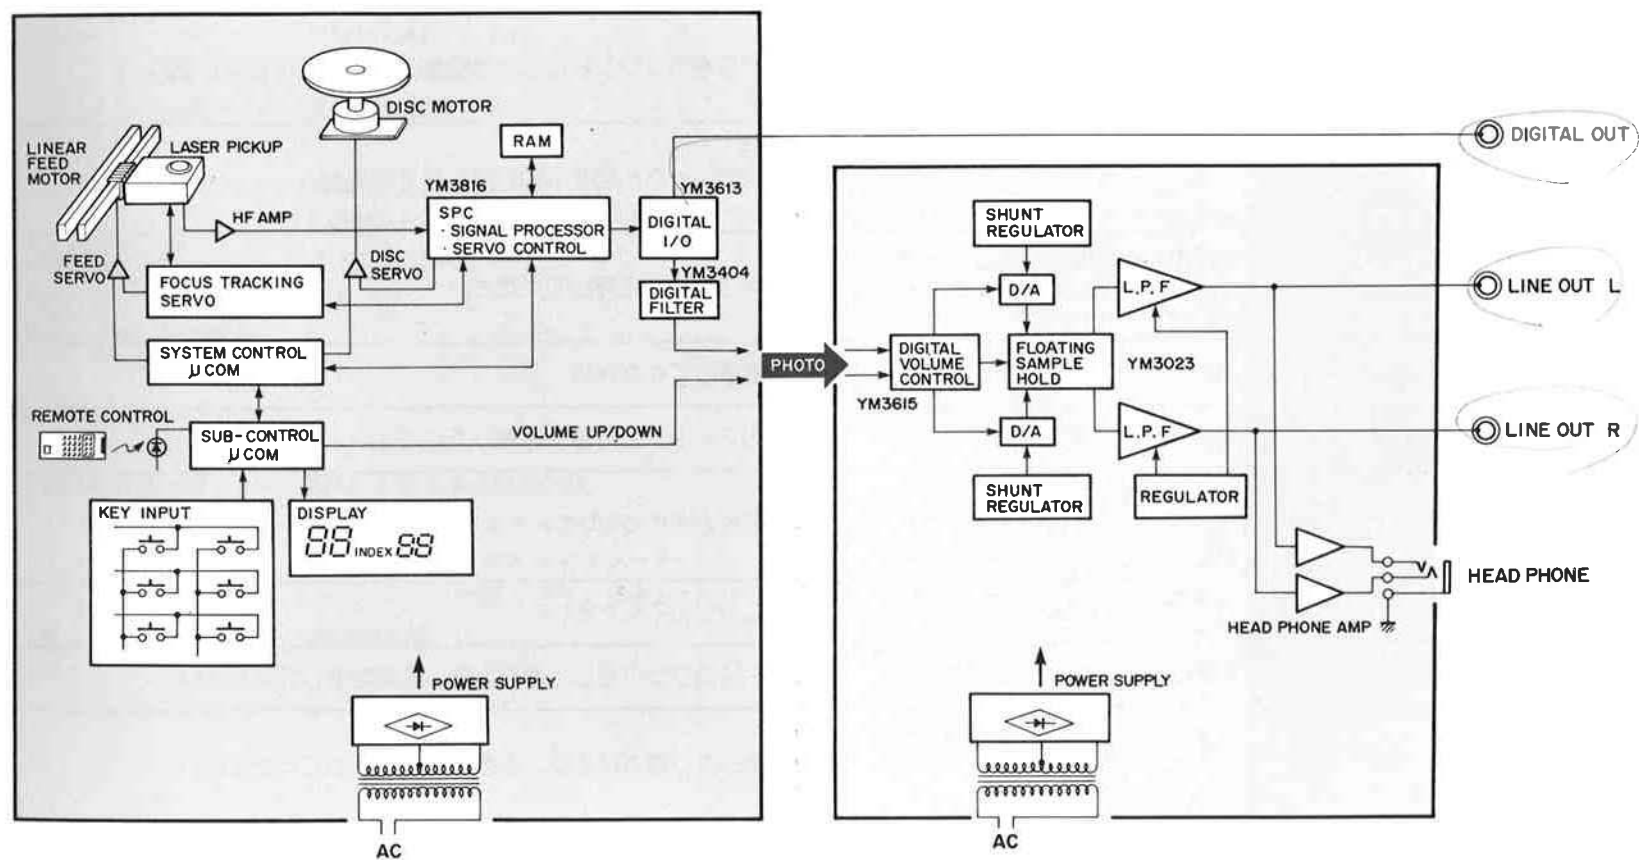 DISC MOTOR
LINEAR
FEED
MOTOR
LASER PICKUP
RAM
YM3816
YM3613
HF AMP
SPC
· SIGNAL PROCESSOR
· SERVO CONTROL
DIGITAL
I/O
FEED
SERVO
DISC
SERVO
FOCUS TRACKING
SERVO
YM3404
DIGITAL
FILTER
SYSTEM CONTROL
μ COM
REMOTE CONTROL
SUB-CONTROL
μ COM
VOLUME UP/DOWN
KEY INPUT
DISPLAY
88 INDEX 88
POWER SUPPLY
AC
PHOTO
DIGITAL OUT
SHUNT
REGULATOR
D/A
L.P.F
LINE OUT L
DIGITAL
VOLUME
CONTROL
FLOATING
SAMPLE
HOLD
YM3023
YM3615
D/A
L.P.F
LINE OUT R
SHUNT
REGULATOR
REGULATOR
HEAD PHONE
HEAD PHONE AMP
POWER SUPPLY
AC